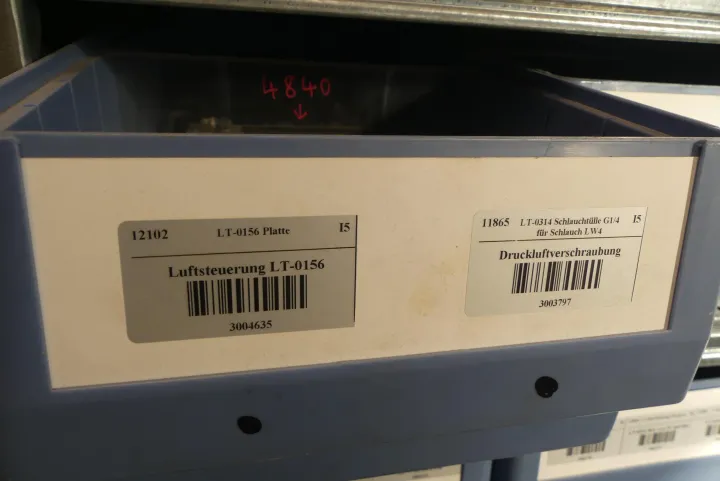 4840
12102 LT-0156 Platte I5
Luftsteuerung LT-0156
3004635
11865 LT-0314 Schlauchtülle G1/4 I5
für Schlauch LW4
Druckluftverschraubung
3003797